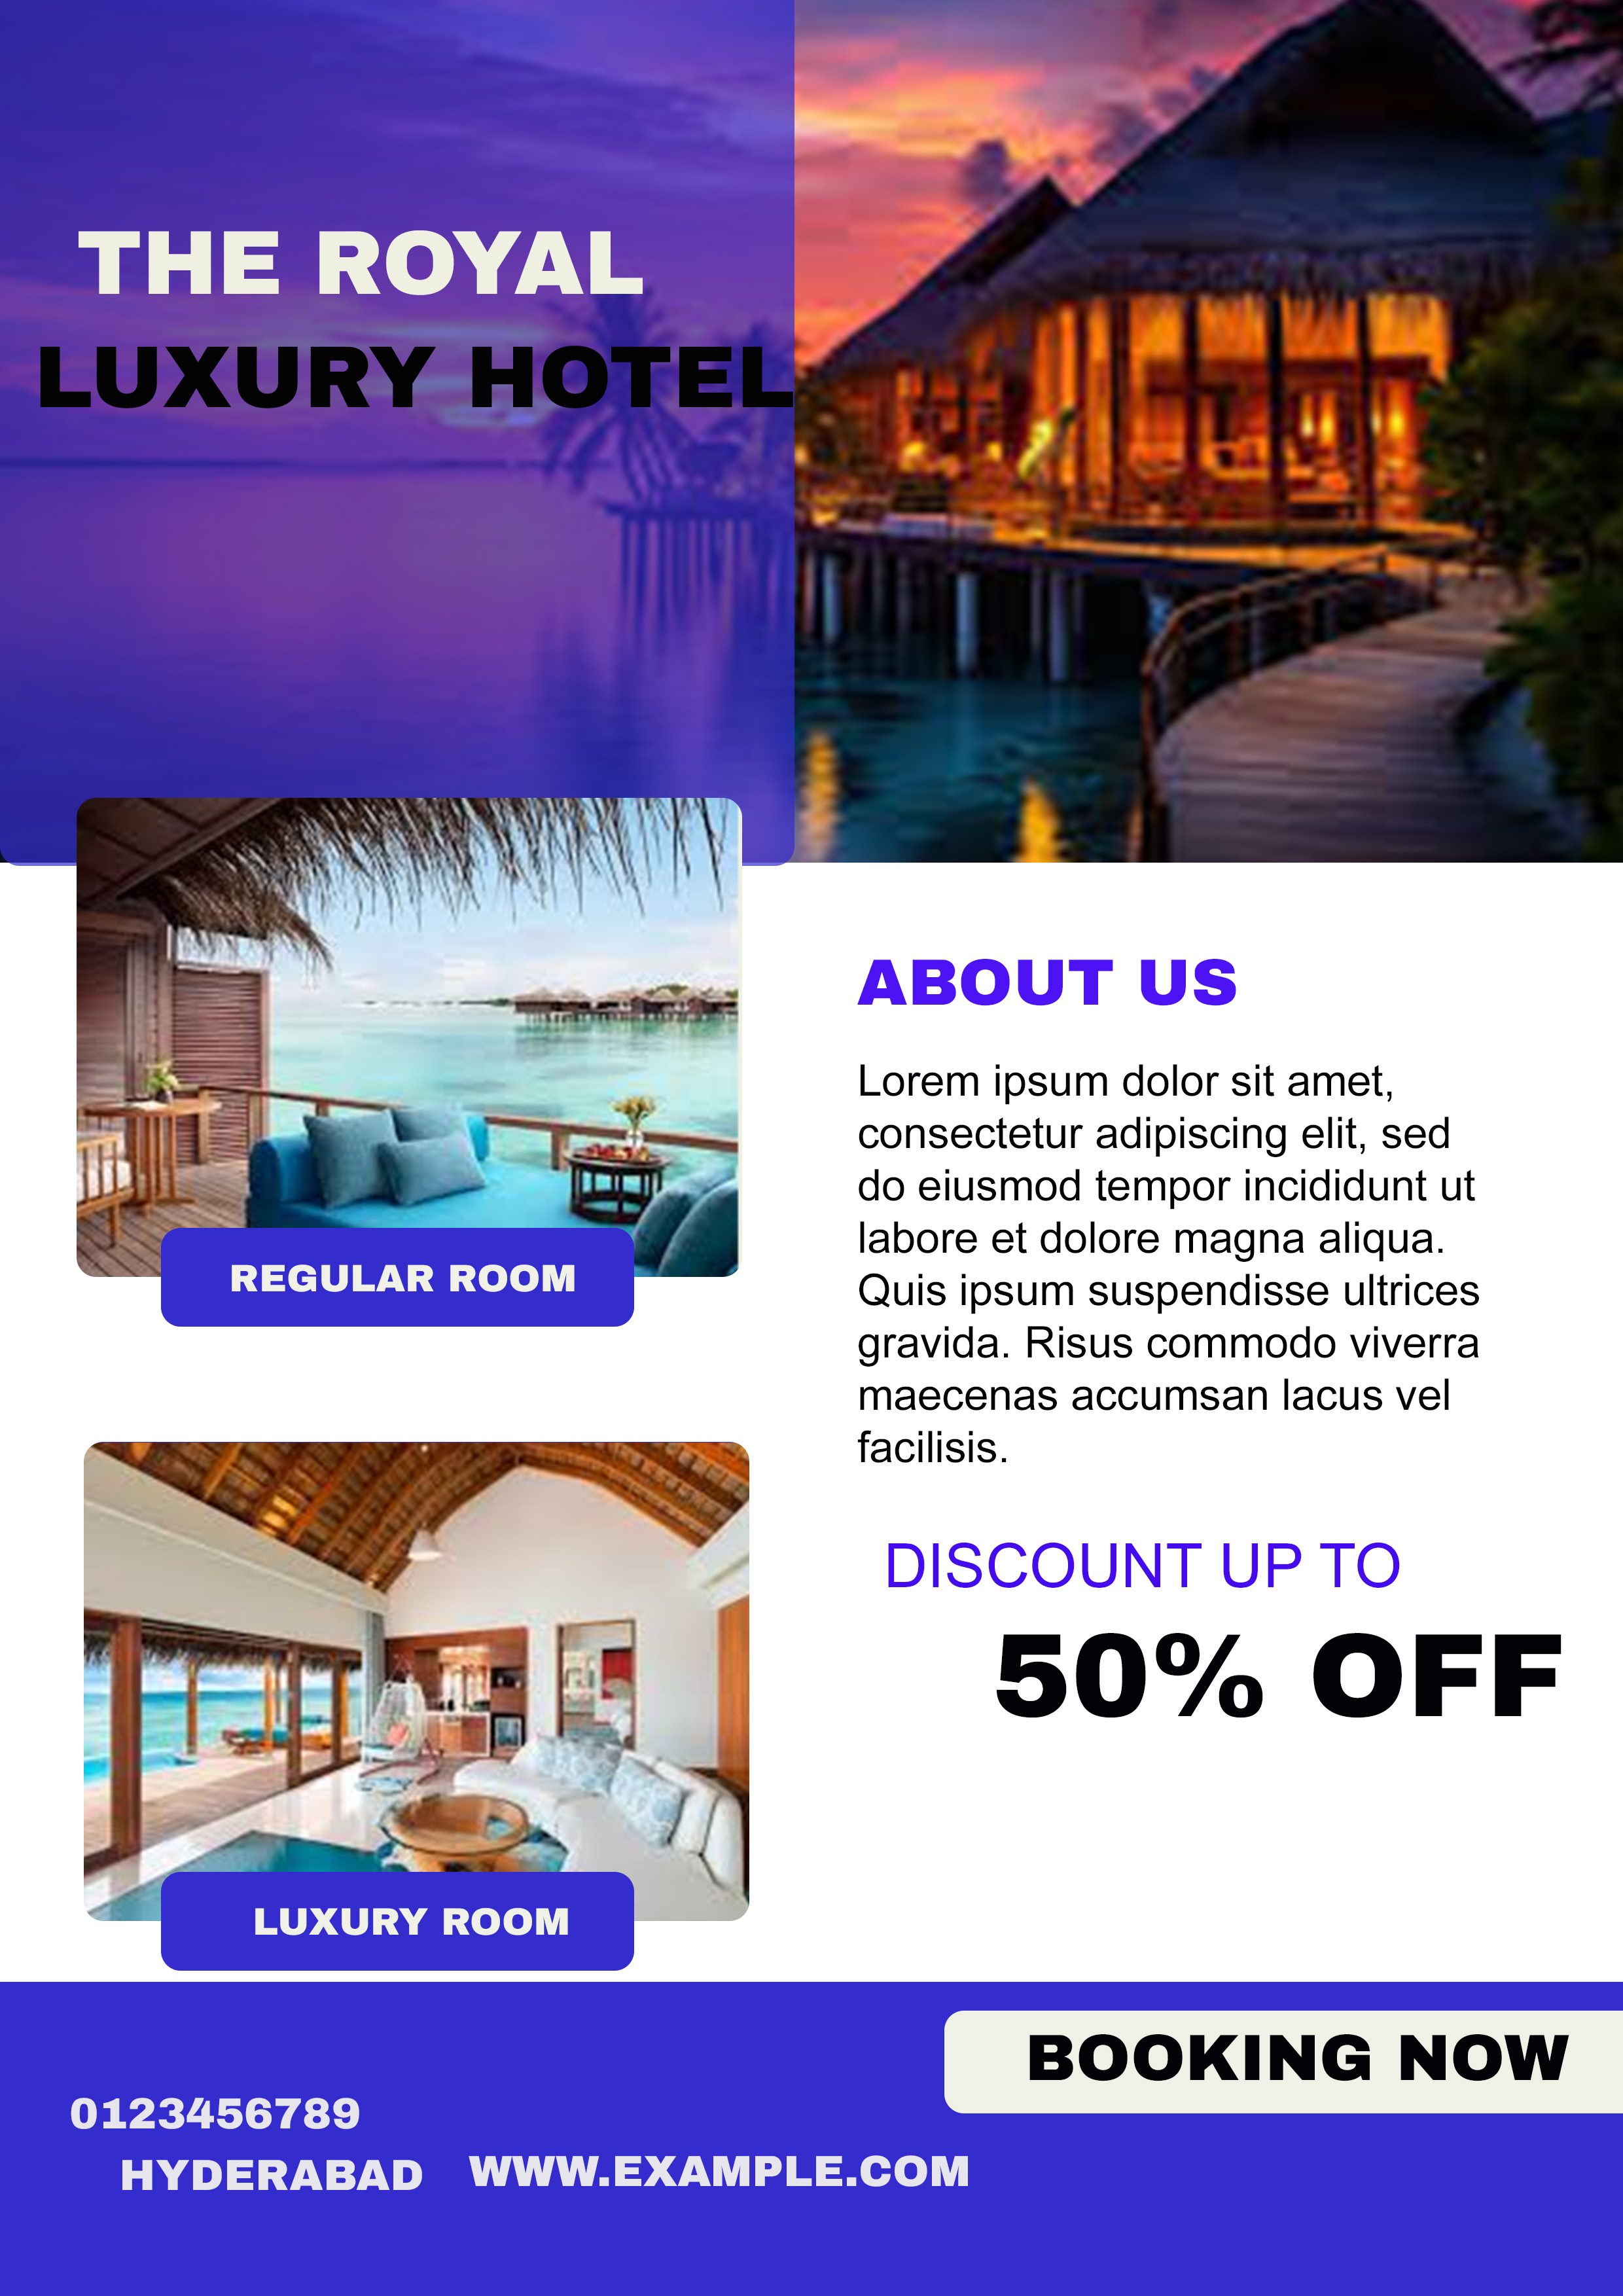 THE ROYAL
LUXURY HOTEL
REGULAR ROOM
LUXURY ROOM
ABOUT US
Lorem ipsum dolor sit amet,
consectetur adipiscing elit, sed
do eiusmod tempor incididunt ut
labore et dolore magna aliqua.
Quis ipsum suspendisse ultrices
gravida. Risus commodo viverra
maecenas accumsan lacus vel
facilisis.
DISCOUNT UP TO
50% OFF
BOOKING NOW
0123456789
HYDERABAD
WWW.EXAMPLE.COM